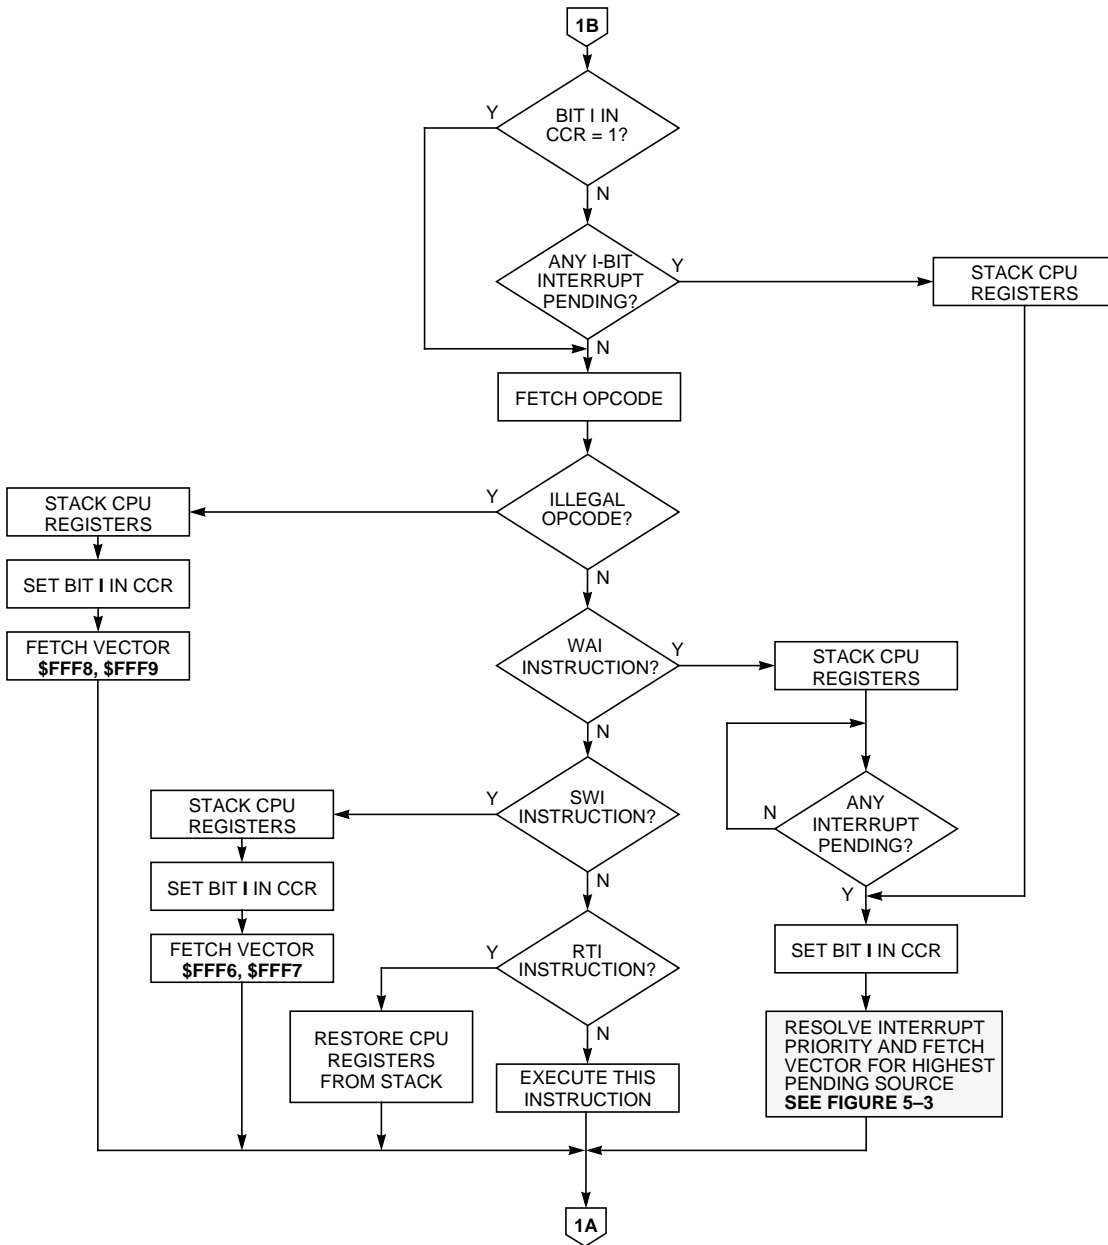 1B
Y
BIT I IN
CCR = 1?
N
ANY I-BIT
INTERRUPT
PENDING?
Y
STACK CPU
REGISTERS
N
FETCH OPCODE
STACK CPU
REGISTERS
Y
ILLEGAL
OPCODE?
N
SET BIT I IN CCR
FETCH VECTOR
$FFF8, $FFF9
WAI
INSTRUCTION?
Y
STACK CPU
REGISTERS
N
STACK CPU
REGISTERS
Y
SWI
INSTRUCTION?
N
ANY
INTERRUPT
PENDING?
N
Y
SET BIT I IN CCR
FETCH VECTOR
$FFF6, $FFF7
Y
RTI
INSTRUCTION?
N
SET BIT I IN CCR
RESTORE CPU
REGISTERS
FROM STACK
EXECUTE THIS
INSTRUCTION
RESOLVE INTERRUPT
PRIORITY AND FETCH
VECTOR FOR HIGHEST
PENDING SOURCE
SEE FIGURE 5–3
1A